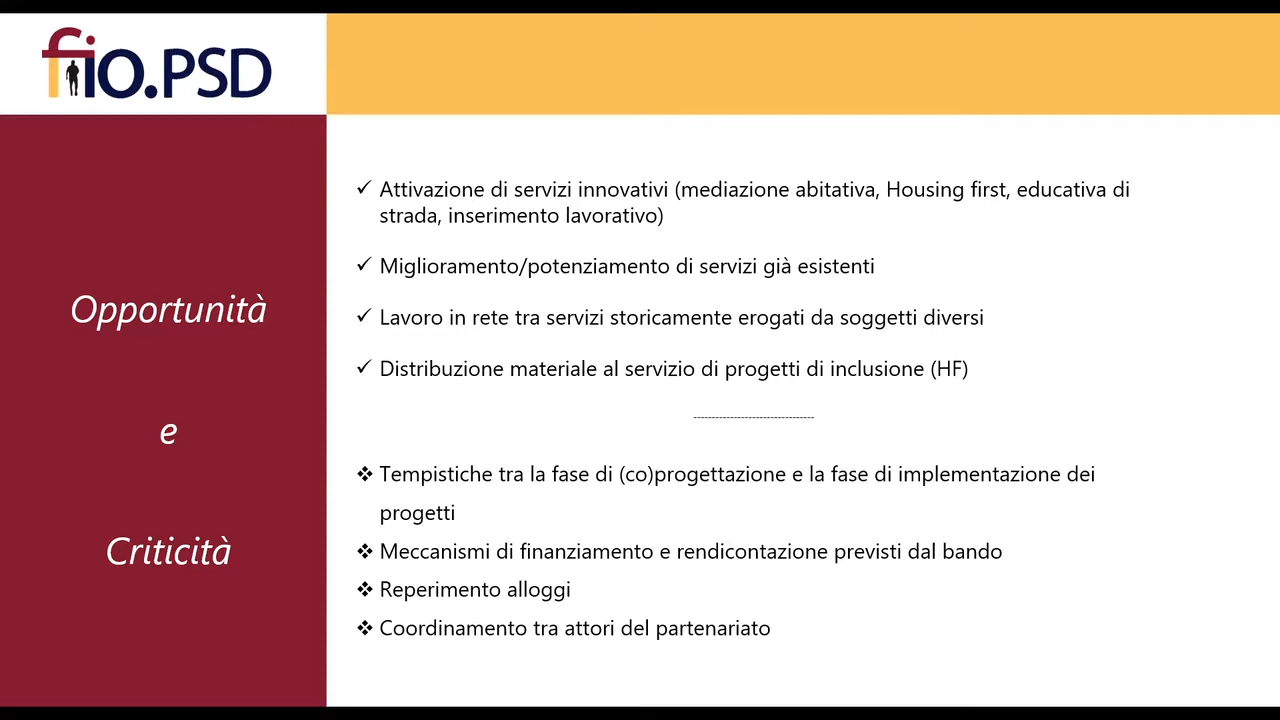 fio.PSD
Opportunità
e
Criticità
✓ Attivazione di servizi innovativi (mediazione abitativa, Housing first, educativa di
strada, inserimento lavorativo)
✓ Miglioramento/potenziamento di servizi già esistenti
✓ Lavoro in rete tra servizi storicamente erogati da soggetti diversi
✓ Distribuzione materiale al servizio di progetti di inclusione (HF)
--------------------------------
❖ Tempistiche tra la fase di (co)progettazione e la fase di implementazione dei
progetti
❖ Meccanismi di finanziamento e rendicontazione previsti dal bando
❖ Reperimento alloggi
❖ Coordinamento tra attori del partenariato